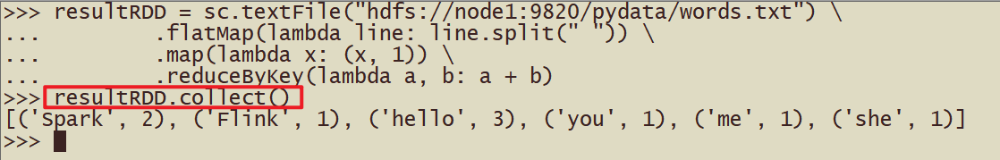 >>> resultRDD = sc.textFile("hdfs://node1:9820/pydata/words.txt") \
...         .flatMap(lambda line: line.split(" ")) \
...         .map(lambda x: (x, 1)) \
...         .reduceByKey(lambda a, b: a + b)
>>> resultRDD.collect()
[('Spark', 2), ('Flink', 1), ('hello', 3), ('you', 1), ('me', 1), ('she', 1)]
>>>